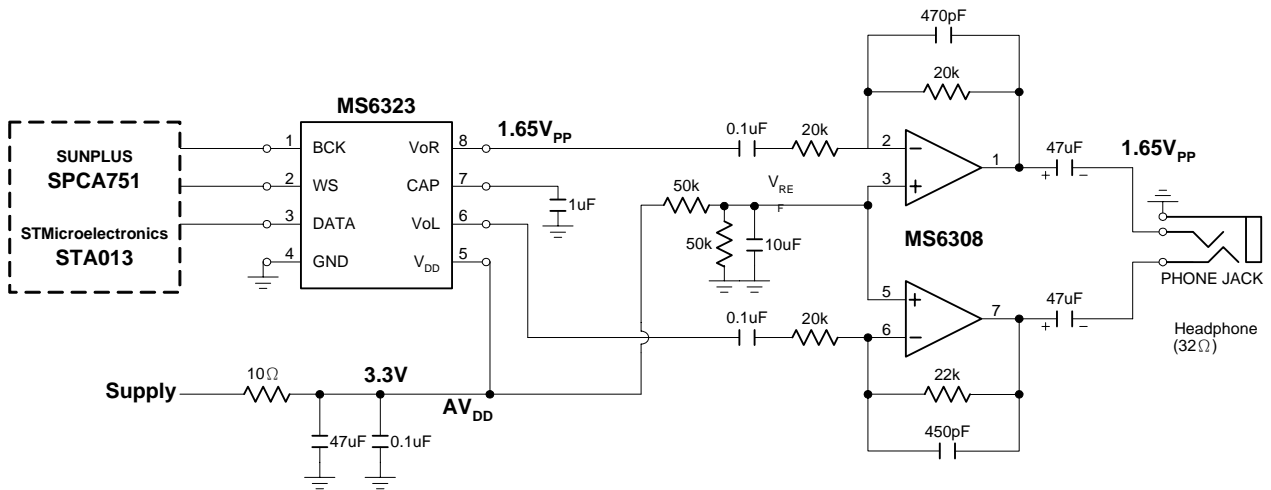 470pF
20k
MS6323
1.65VPP
0.1uF
20k
47uF
1.65VPP
SUNPLUS
SPCA751
STMicroelectronics
STA013
1 BCK VoR 8
2 WS CAP 7
3 DATA VoL 6
4 GND VDD 5
1uF
50k
VRE
F
50k
10uF
2 −
3 +
1
MS6308
5 +
6 −
7
47uF
+ −
+ −
PHONE JACK
Headphone
(32Ω)
0.1uF
20k
22k
450pF
Supply
10Ω
3.3V
AVDD
47uF
0.1uF